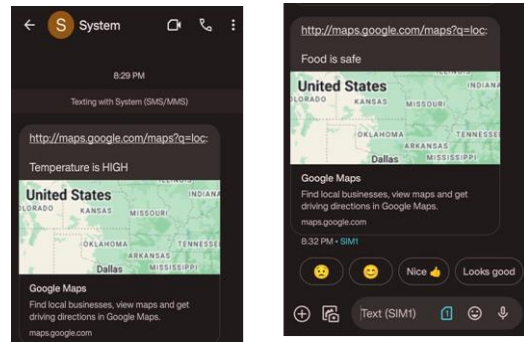 S System
8:29 PM
Texting with System (SMS/MMS)
http://maps.google.com/maps?q=loc:
Temperature is HIGH
United States
INDIANA
COLORADO
KANSAS
MISSOURI
OKLAHOMA
TENNESSEE
ARKANSAS
Dallas
MISSISSIPPI
Google Maps
Find local businesses, view maps and get
driving directions in Google Maps.
maps.google.com
http://maps.google.com/maps?q=loc:
Food is safe
United States
INDIANA
OLORADO
KANSAS
MISSOURI
OKLAHOMA
TENNESSE
ARKANSAS
Dallas
MISSISSIPPI
Google Maps
Find local businesses, view maps and get
driving directions in Google Maps.
maps.google.com
8:32 PM • SIM1
Nice 👍
Looks good
Text (SIM1)
1